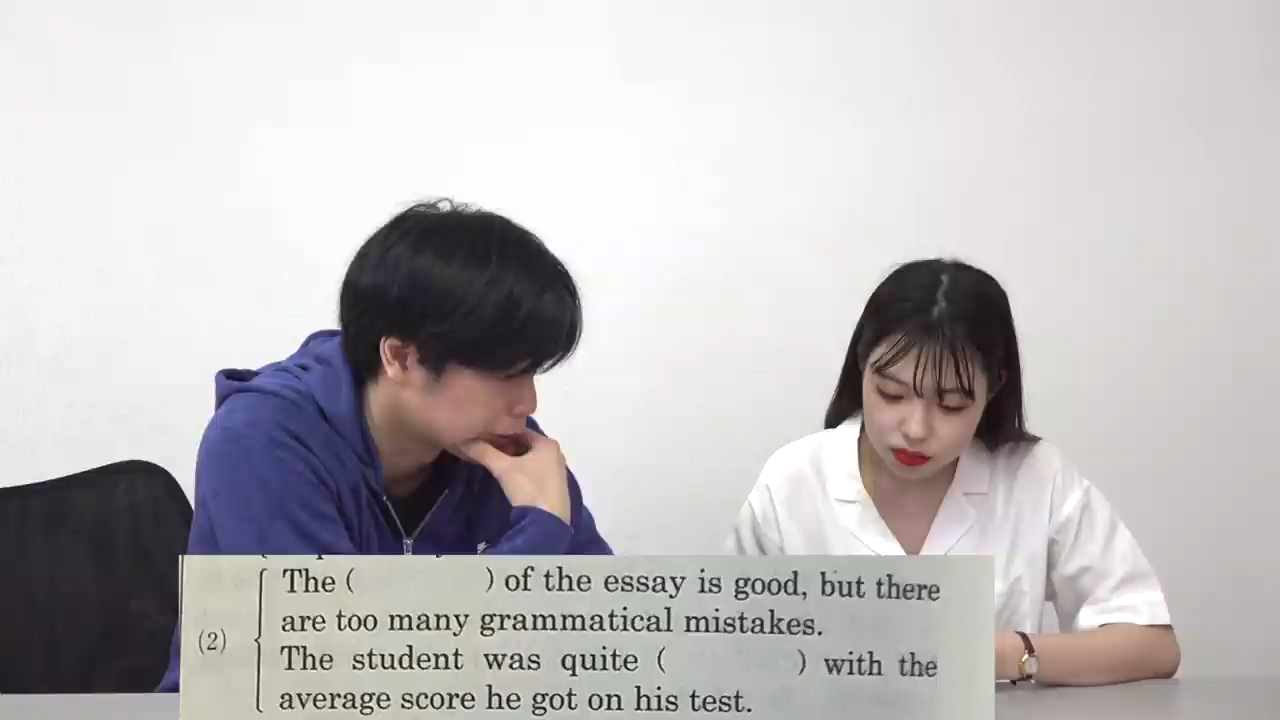 The ( ) of the essay is good, but there
are too many grammatical mistakes.
(2)
The student was quite ( ) with the
average score he got on his test.